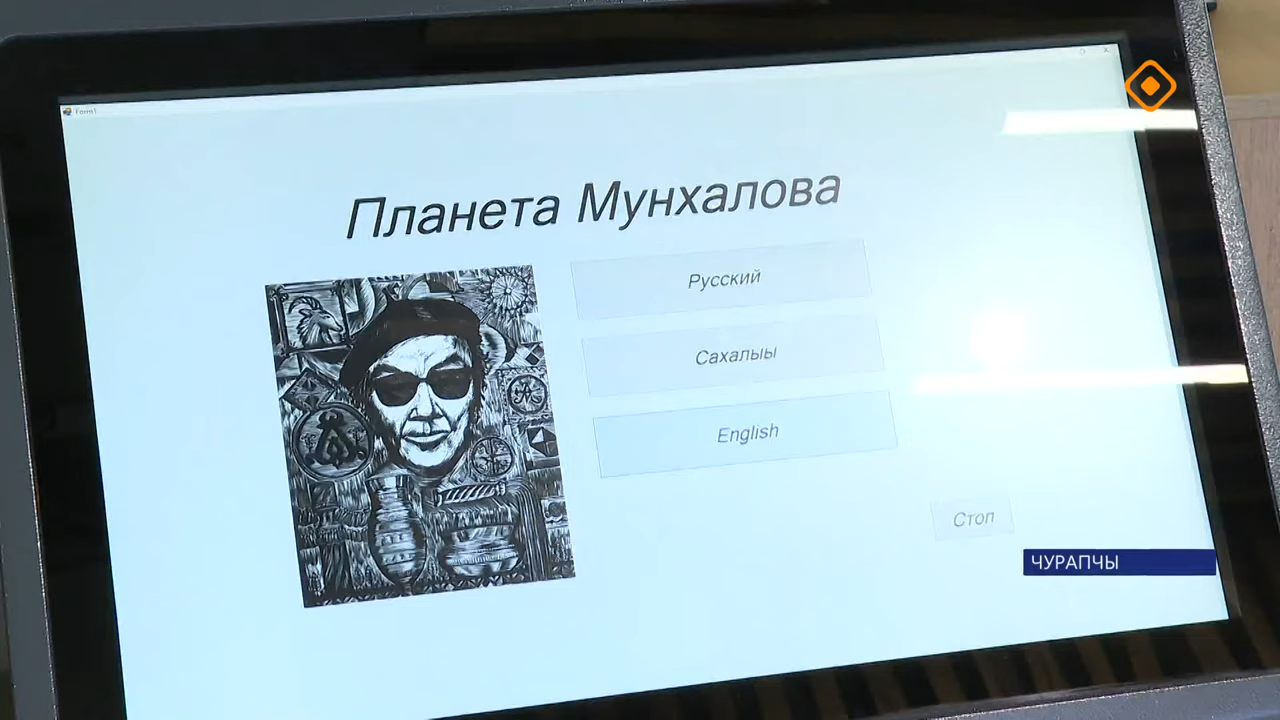 Form1
Планета Мунхалова
Русский
Сахалыы
English
Стоп
ЧУРАПЧЫ